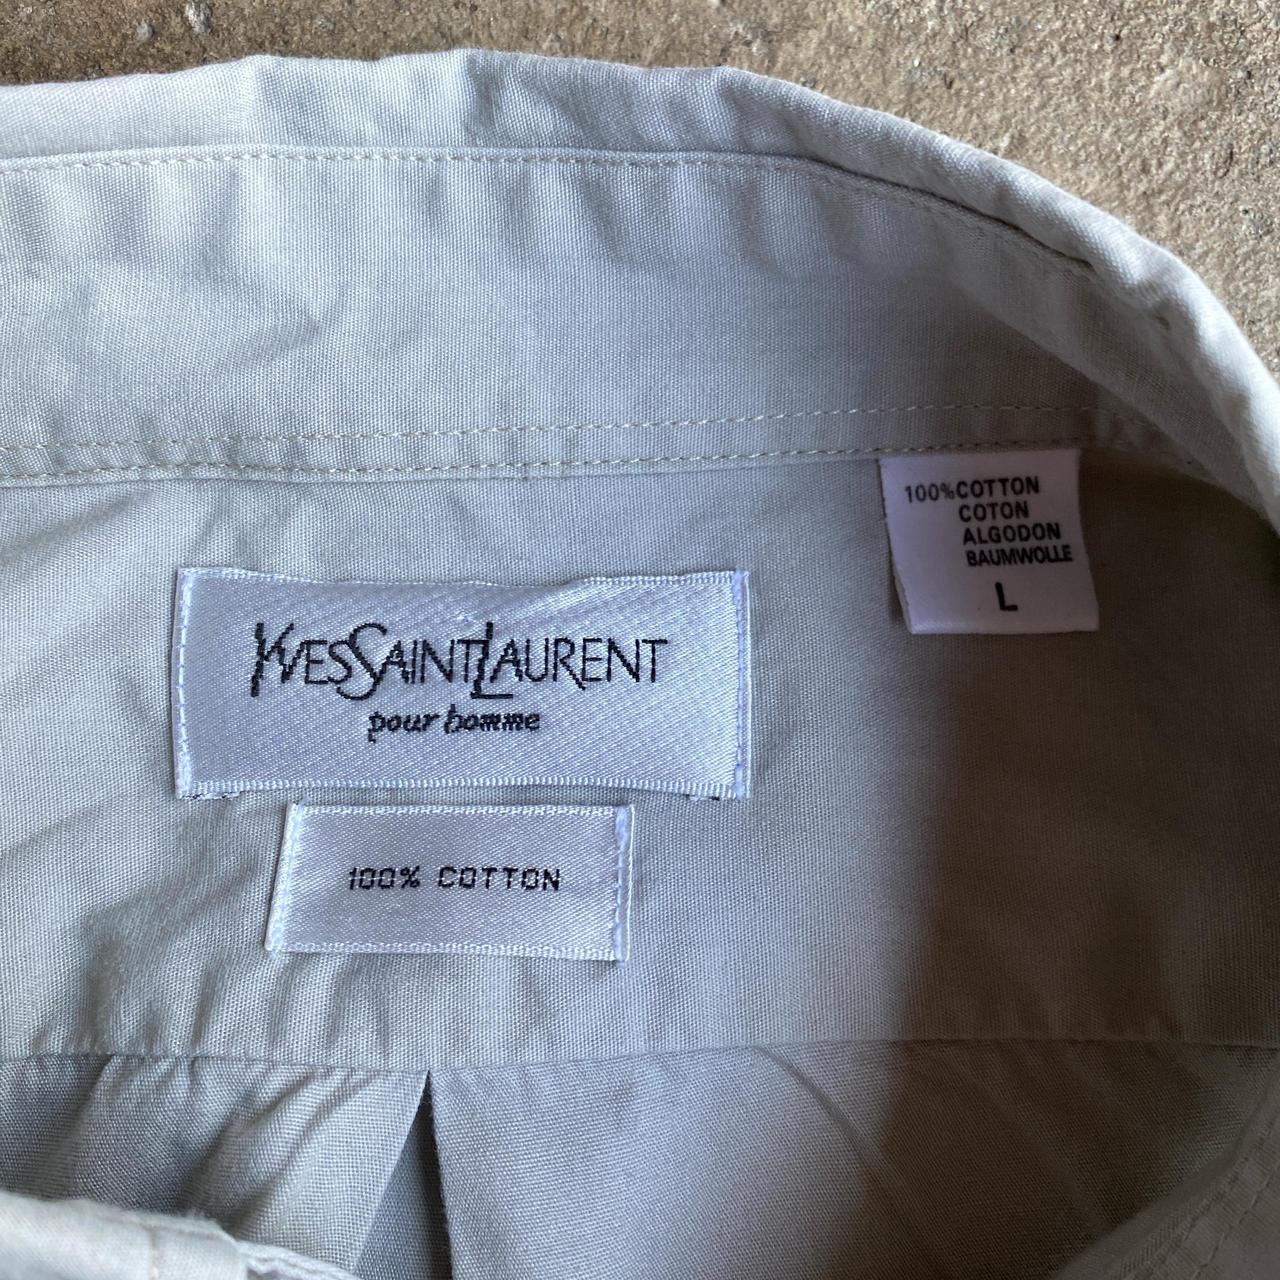 YVESSAINTLAURENT
pour homme
100% COTTON
100%COTTON
COTON
ALGODON
BAUMWOLLE
L